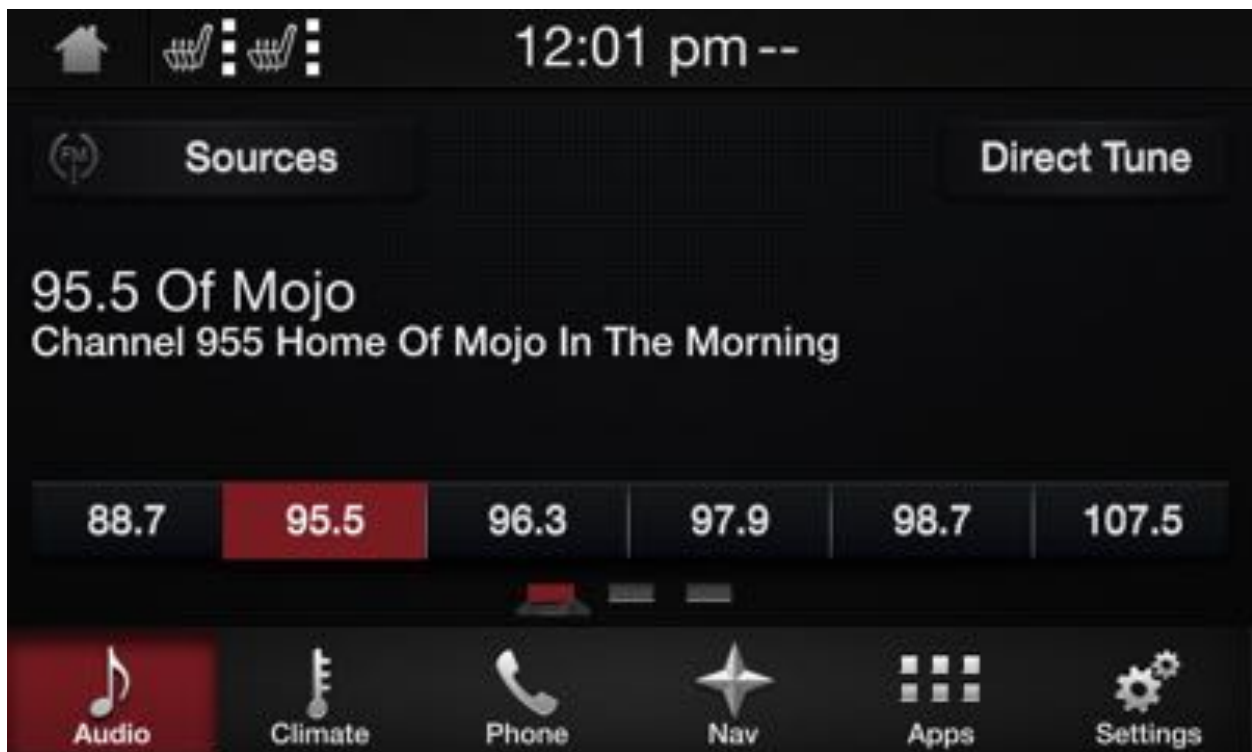 12:01 pm --
FM Sources Direct Tune
95.5 Of Mojo
Channel 955 Home Of Mojo In The Morning
88.7 95.5 96.3 97.9 98.7 107.5
Audio Climate Phone Nav Apps Settings